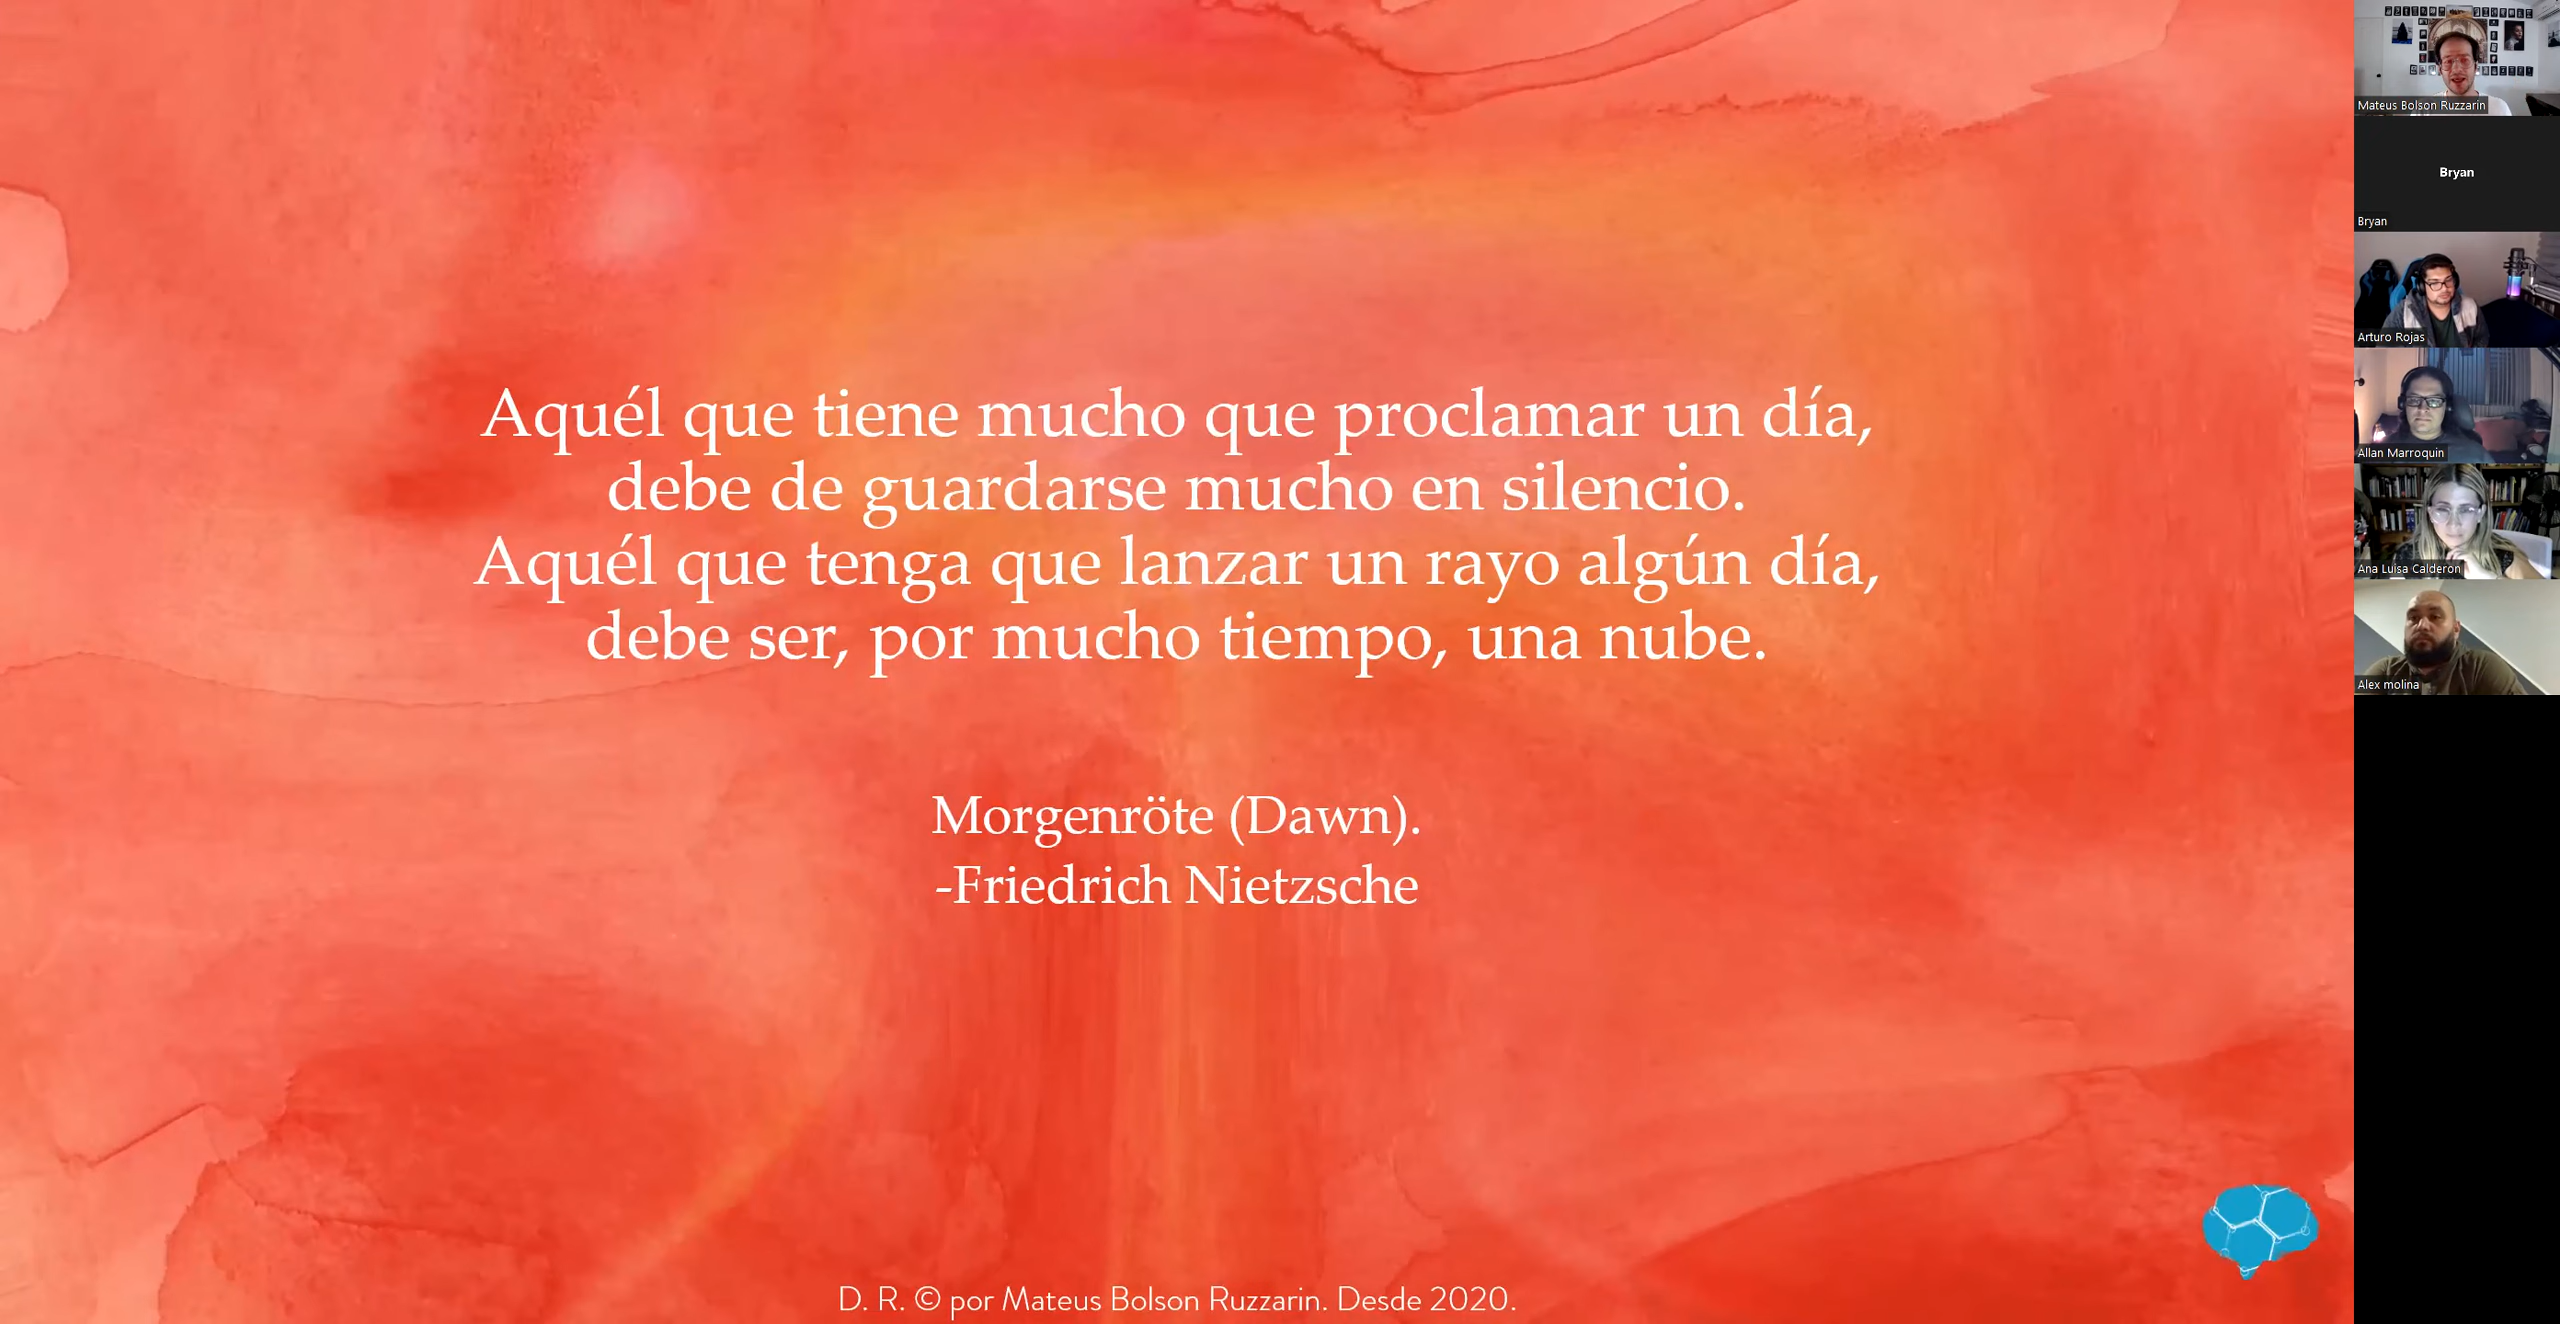 Aquél que tiene mucho que proclamar un día,
debe de guardarse mucho en silencio.
Aquél que tenga que lanzar un rayo algún día,
debe ser, por mucho tiempo, una nube.
Morgenröte (Dawn).
-Friedrich Nietzsche
D. R. © por Mateus Bolson Ruzzarin. Desde 2020.
Mateus Bolson Ruzzarin
Bryan
Bryan
Arturo Rojas
Allan Marroquin
Ana Luisa Calderon
Alex molina